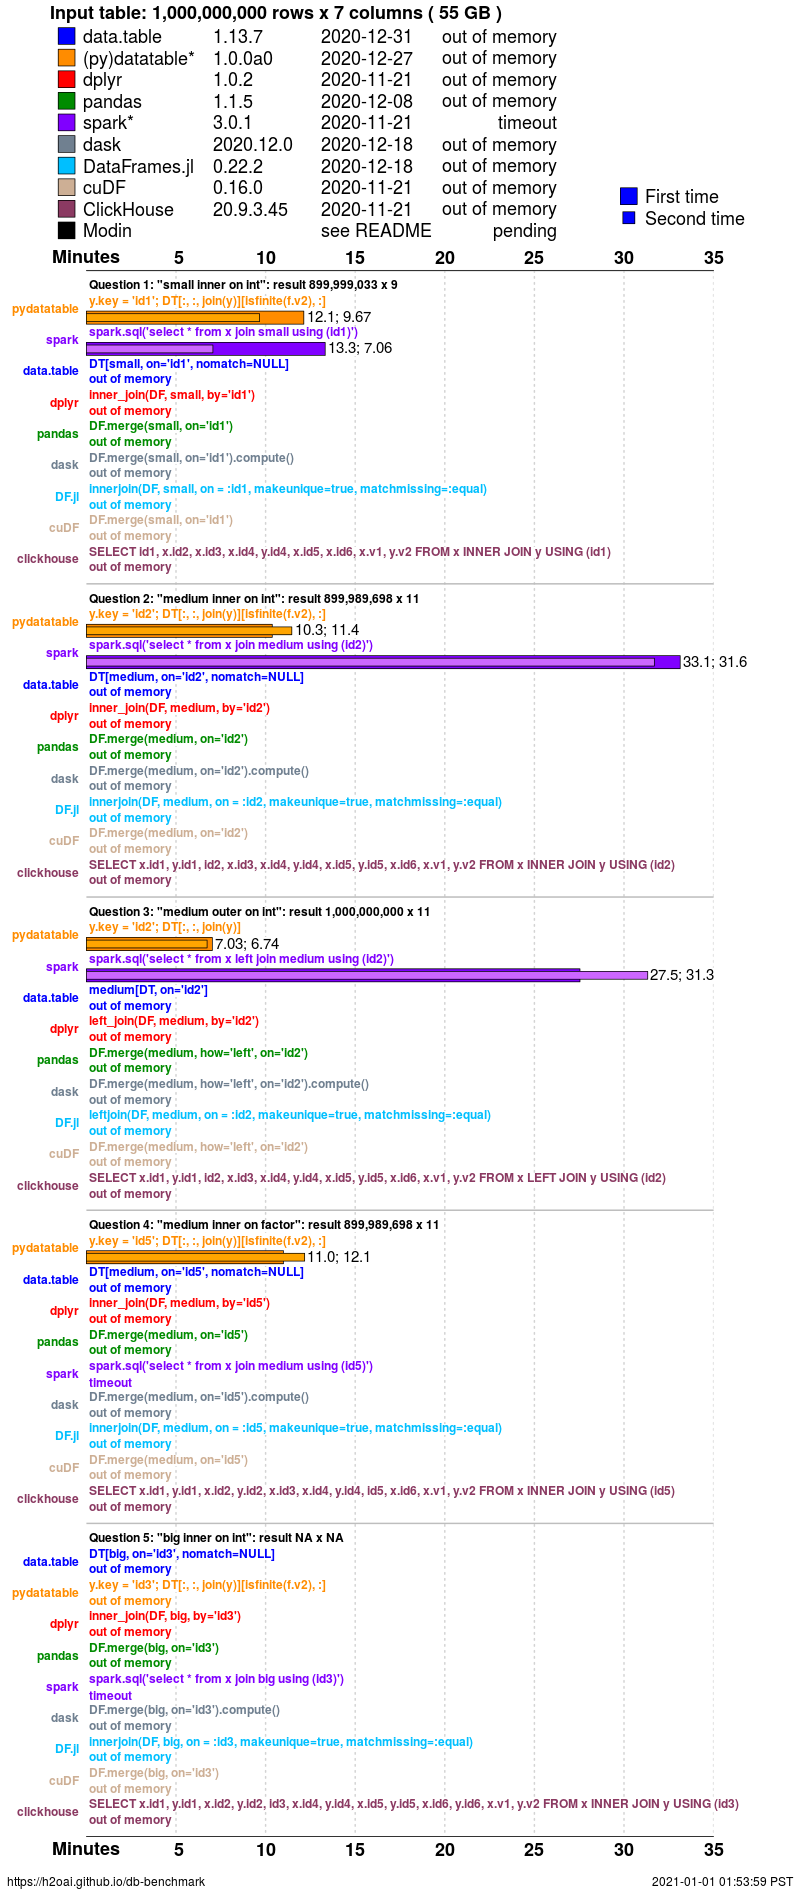 Input table: 1,000,000,000 rows x 7 columns ( 55 GB )
data.table 1.13.7 2020-12-31 out of memory
(py)datatable* 1.0.0a0 2020-12-27 out of memory
dplyr 1.0.2 2020-11-21 out of memory
pandas 1.1.5 2020-12-08 out of memory
spark* 3.0.1 2020-11-21 timeout
dask 2020.12.0 2020-12-18 out of memory
DataFrames.jl 0.22.2 2020-12-18 out of memory
cuDF 0.16.0 2020-11-21 out of memory
ClickHouse 20.9.3.45 2020-11-21 out of memory
Modin see README pending
First time
Second time
Minutes 5 10 15 20 25 30 35
Question 1: "small inner on int": result 899,999,033 x 9
y.key = 'id1'; DT[:, :, join(y)][isfinite(f.v2), :]
pydatatable 12.1; 9.67
spark.sql('select * from x join small using (id1)')
spark 13.3; 7.06
DT[small, on='id1', nomatch=NULL]
data.table out of memory
inner_join(DF, small, by='id1')
dplyr out of memory
DF.merge(small, on='id1')
pandas out of memory
DF.merge(small, on='id1').compute()
dask out of memory
innerjoin(DF, small, on = :id1, makeunique=true, matchmissing=:equal)
DF.jl out of memory
DF.merge(small, on='id1')
cuDF out of memory
SELECT id1, x.id2, x.id3, x.id4, y.id4, x.id5, x.id6, x.v1, y.v2 FROM x INNER JOIN y USING (id1)
clickhouse out of memory
Question 2: "medium inner on int": result 899,989,698 x 11
y.key = 'id2'; DT[:, :, join(y)][isfinite(f.v2), :]
pydatatable 10.3; 11.4
spark.sql('select * from x join medium using (id2)')
spark 33.1; 31.6
DT[medium, on='id2', nomatch=NULL]
data.table out of memory
inner_join(DF, medium, by='id2')
dplyr out of memory
DF.merge(medium, on='id2')
pandas out of memory
DF.merge(medium, on='id2').compute()
dask out of memory
innerjoin(DF, medium, on = :id2, makeunique=true, matchmissing=:equal)
DF.jl out of memory
DF.merge(medium, on='id2')
cuDF out of memory
SELECT x.id1, y.id1, id2, x.id3, x.id4, y.id4, x.id5, y.id5, x.id6, x.v1, y.v2 FROM x INNER JOIN y USING (id2)
clickhouse out of memory
Question 3: "medium outer on int": result 1,000,000,000 x 11
y.key = 'id2'; DT[:, :, join(y)]
pydatatable 7.03; 6.74
spark.sql('select * from x left join medium using (id2)')
spark 27.5; 31.3
medium[DT, on='id2']
data.table out of memory
left_join(DF, medium, by='id2')
dplyr out of memory
DF.merge(medium, how='left', on='id2')
pandas out of memory
DF.merge(medium, how='left', on='id2').compute()
dask out of memory
leftjoin(DF, medium, on = :id2, makeunique=true, matchmissing=:equal)
DF.jl out of memory
DF.merge(medium, how='left', on='id2')
cuDF out of memory
SELECT x.id1, y.id1, id2, x.id3, x.id4, y.id4, x.id5, y.id5, x.id6, x.v1, y.v2 FROM x LEFT JOIN y USING (id2)
clickhouse out of memory
Question 4: "medium inner on factor": result 899,989,698 x 11
y.key = 'id5'; DT[:, :, join(y)][isfinite(f.v2), :]
pydatatable 11.0; 12.1
DT[medium, on='id5', nomatch=NULL]
data.table out of memory
inner_join(DF, medium, by='id5')
dplyr out of memory
DF.merge(medium, on='id5')
pandas out of memory
spark.sql('select * from x join medium using (id5)')
spark timeout
DF.merge(medium, on='id5').compute()
dask out of memory
innerjoin(DF, medium, on = :id5, makeunique=true, matchmissing=:equal)
DF.jl out of memory
DF.merge(medium, on='id5')
cuDF out of memory
SELECT x.id1, y.id1, x.id2, y.id2, x.id3, x.id4, y.id4, id5, x.id6, x.v1, y.v2 FROM x INNER JOIN y USING (id5)
clickhouse out of memory
Question 5: "big inner on int": result NA x NA
DT[big, on='id3', nomatch=NULL]
data.table out of memory
y.key = 'id3'; DT[:, :, join(y)][isfinite(f.v2), :]
pydatatable out of memory
inner_join(DF, big, by='id3')
dplyr out of memory
DF.merge(big, on='id3')
pandas out of memory
spark.sql('select * from x join big using (id3)')
spark timeout
DF.merge(big, on='id3').compute()
dask out of memory
innerjoin(DF, big, on = :id3, makeunique=true, matchmissing=:equal)
DF.jl out of memory
DF.merge(big, on='id3')
cuDF out of memory
SELECT x.id1, y.id1, x.id2, y.id2, id3, x.id4, y.id4, x.id5, y.id5, x.id6, y.id6, x.v1, y.v2 FROM x INNER JOIN y USING (id3)
clickhouse out of memory
Minutes 5 10 15 20 25 30 35
https://h2oai.github.io/db-benchmark 2021-01-01 01:53:59 PST